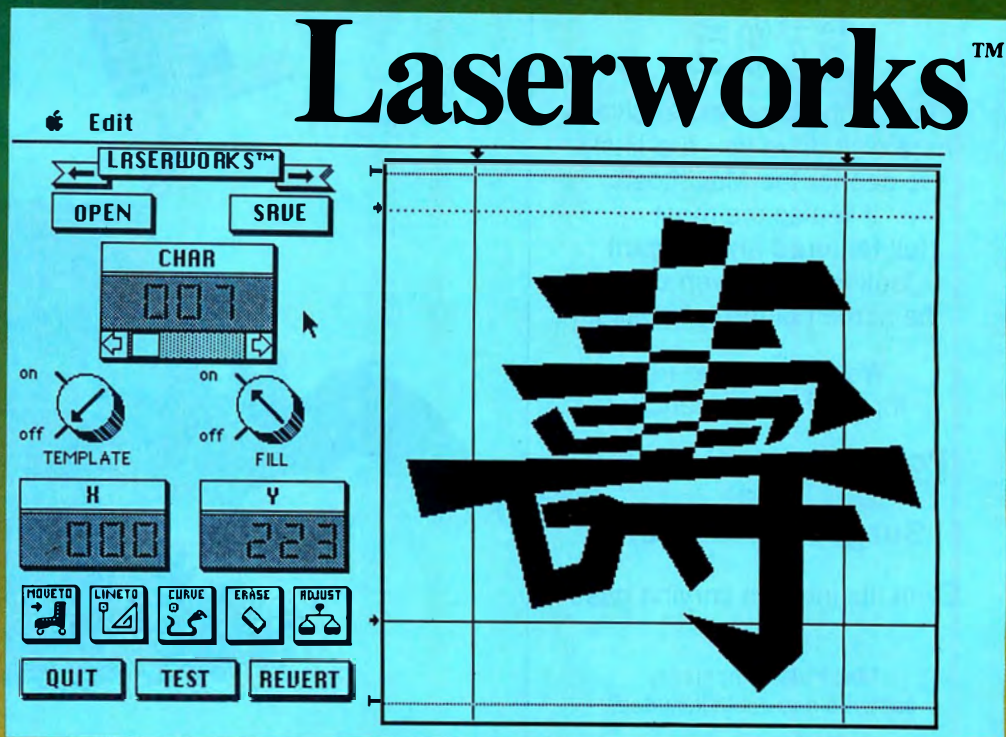 Laserworks™
Edit
LASERWORKS™
OPEN
SAVE
CHAR
007
on
off
TEMPLATE
on
off
FILL
X
000
Y
223
MOVETO
LINETO
CURVE
ERASE
ADJUST
QUIT
TEST
REVERT
壽